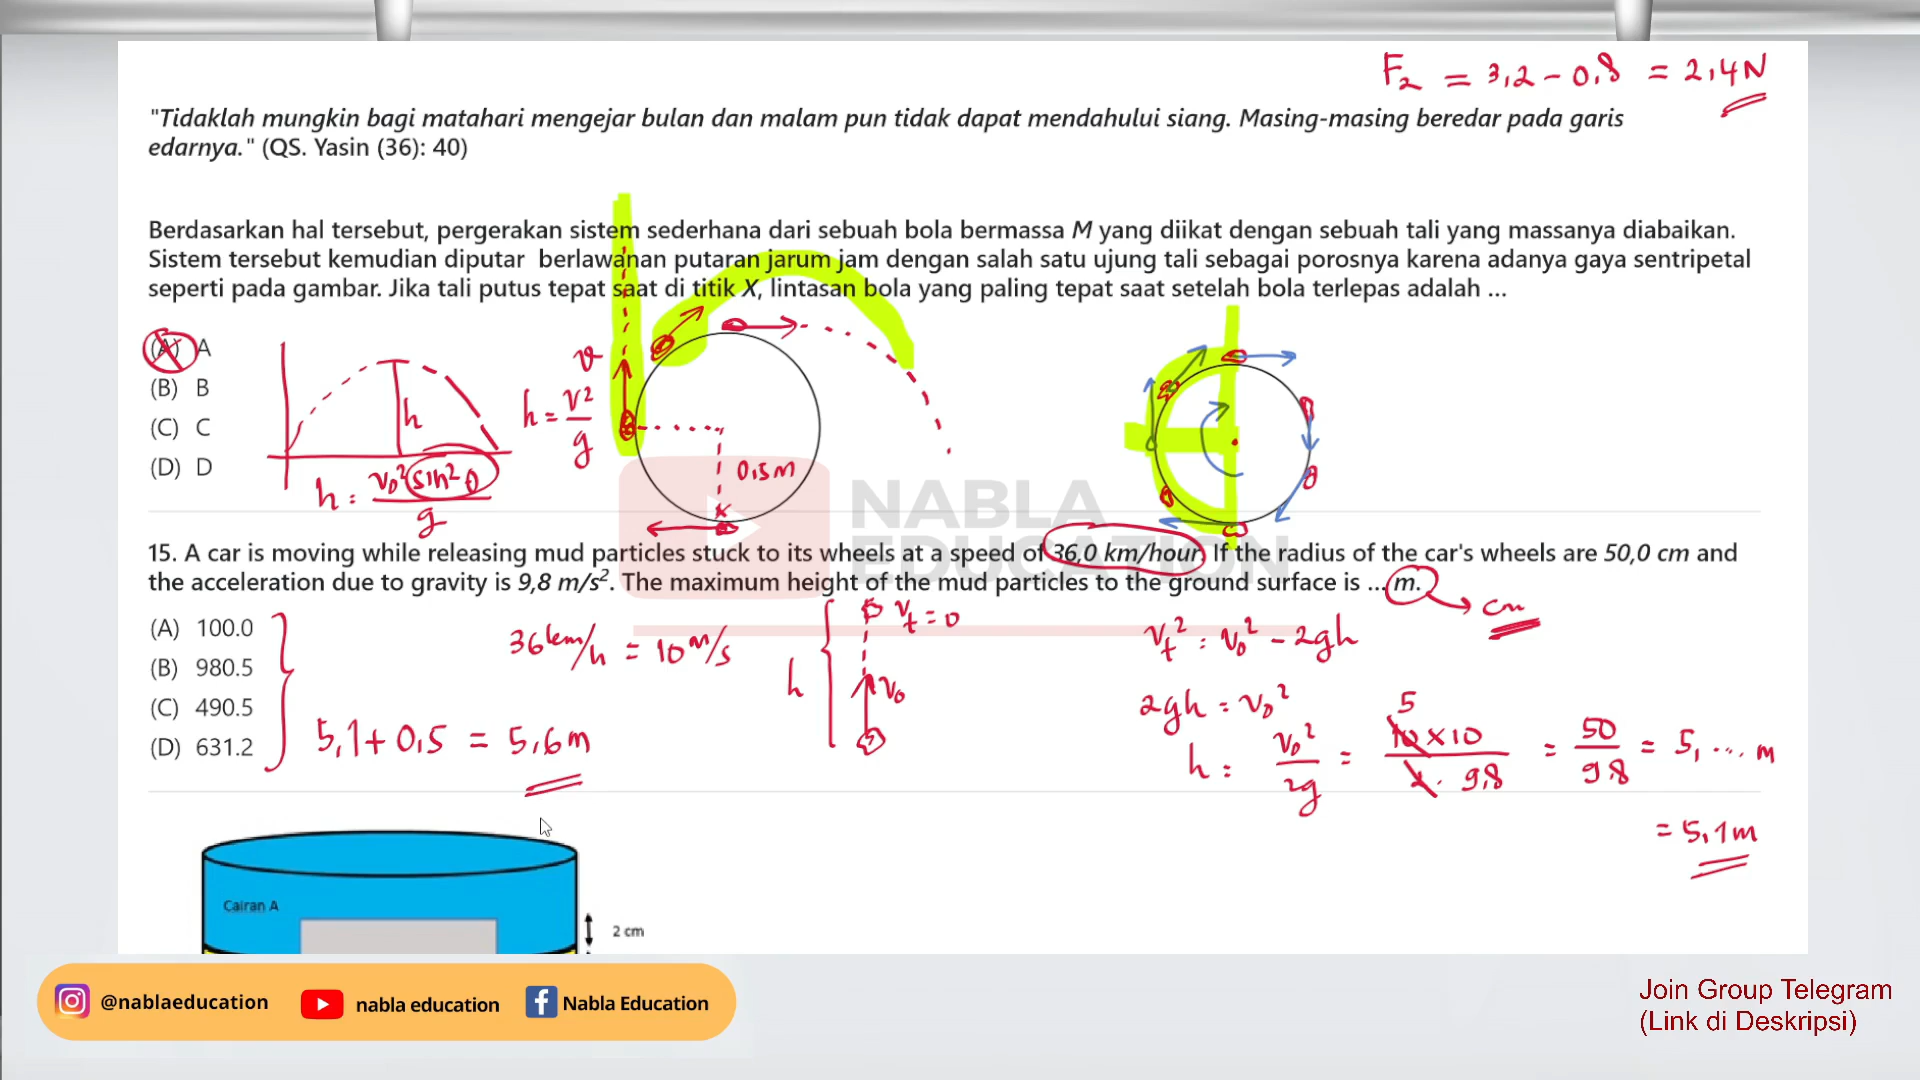 F₂ = 3,2 - 0,8 = 2,4 N
"Tidaklah mungkin bagi matahari mengejar bulan dan malam pun tidak dapat mendahului siang. Masing-masing beredar pada garis
edarnya." (QS. Yasin (36): 40)
Berdasarkan hal tersebut, pergerakan sistem sederhana dari sebuah bola bermassa M yang diikat dengan sebuah tali yang massanya diabaikan.
Sistem tersebut kemudian diputar berlawanan putaran jarum jam dengan salah satu ujung tali sebagai porosnya karena adanya gaya sentripetal
seperti pada gambar. Jika tali putus tepat saat di titik X, lintasan bola yang paling tepat saat setelah bola terlepas adalah ...
(A) A
(B) B
(C) C
(D) D
h
h = v₀² sin²θ / g
v
h = v² / g
0,5 m
x
NABLA
EDUCATION
15. A car is moving while releasing mud particles stuck to its wheels at a speed of 36,0 km/hour. If the radius of the car's wheels are 50,0 cm and
the acceleration due to gravity is 9,8 m/s². The maximum height of the mud particles to the ground surface is ... m.
cm
(A) 100.0
(B) 980.5
(C) 490.5
(D) 631.2
5,1 + 0,5 = 5,6 m
36 km/h = 10 m/s
h
vₜ = 0
v₀
vₜ² = v₀² - 2gh
2gh = v₀²
5
h = v₀² / 2g = 10 x 10 / 2. 9,8 = 50 / 9.8 = 5, ... m
= 5,1 m
Cairan A
2 cm
@nablaeducation
nabla education
Nabla Education
Join Group Telegram
(Link di Deskripsi)